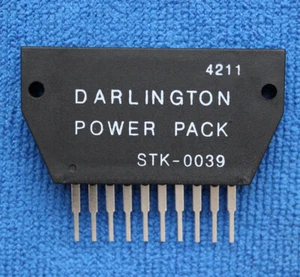 4211
DARLINGTON
POWER PACK
STK-0039